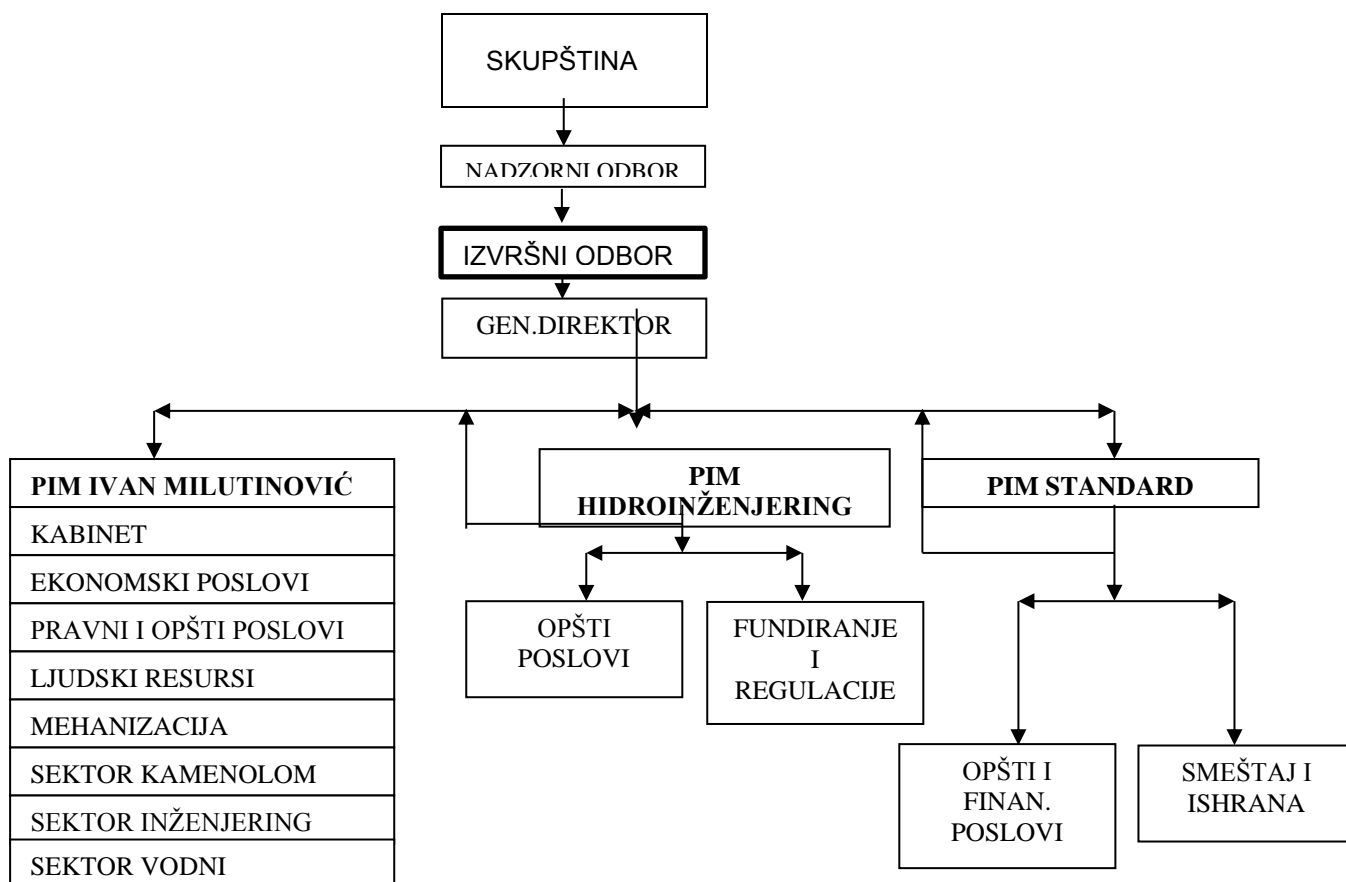 SKUPŠTINA
NADZORNI ODBOR
IZVRŠNI ODBOR
GEN.DIREKTOR
PIM IVAN MILUTINOVIĆ
KABINET
EKONOMSKI POSLOVI
PRAVNI I OPŠTI POSLOVI
LJUDSKI RESURSI
MEHANIZACIJA
SEKTOR KAMENOLOM
SEKTOR INŽENJERING
SEKTOR VODNI
PIM
HIDROINŽENJERING
OPŠTI
POSLOVI
FUNDIRANJE
I
REGULACIJE
PIM STANDARD
OPŠTI I
FINAN.
POSLOVI
SMEŠTAJ I
ISHRANA